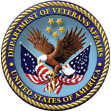 DEPARTMENT OF VETERANS AFFAIRS
UNITED STATES OF AMERICA